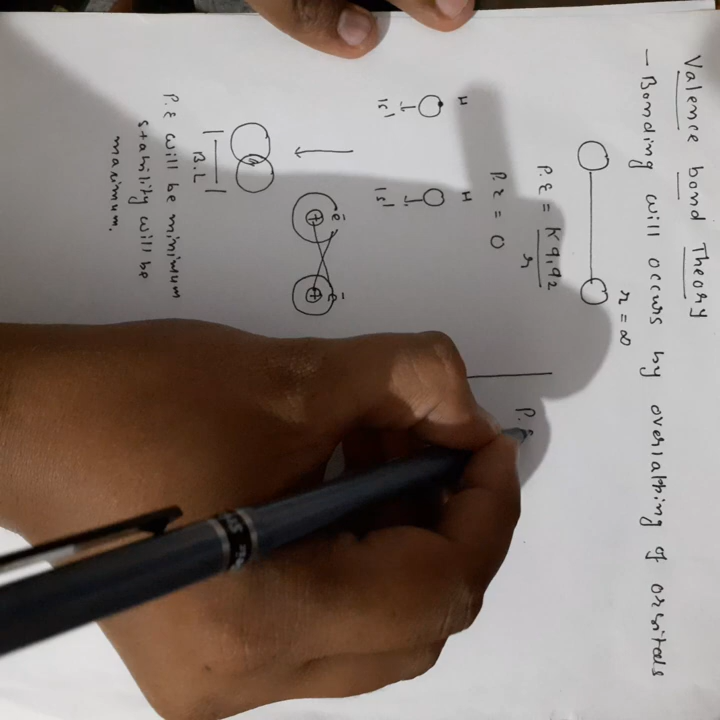 Valence bond Theory
- Bonding will occurs by overlapping of orbitals
r = ∞
P.E = Kq₁q₂
r
P.E = 0
H H
1s¹ 1s¹
ē ē
+ +
B.L
P.E will be minimum
stability will be
maximum.
P.E